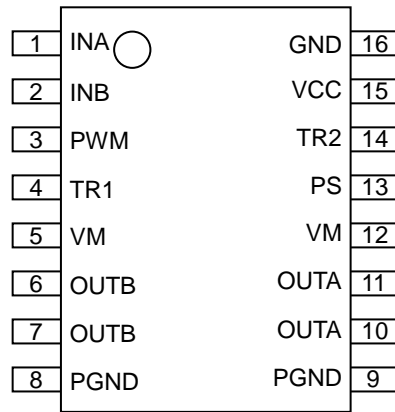 1 INA GND 16
2 INB VCC 15
3 PWM TR2 14
4 TR1 PS 13
5 VM VM 12
6 OUTB OUTA 11
7 OUTB OUTA 10
8 PGND PGND 9